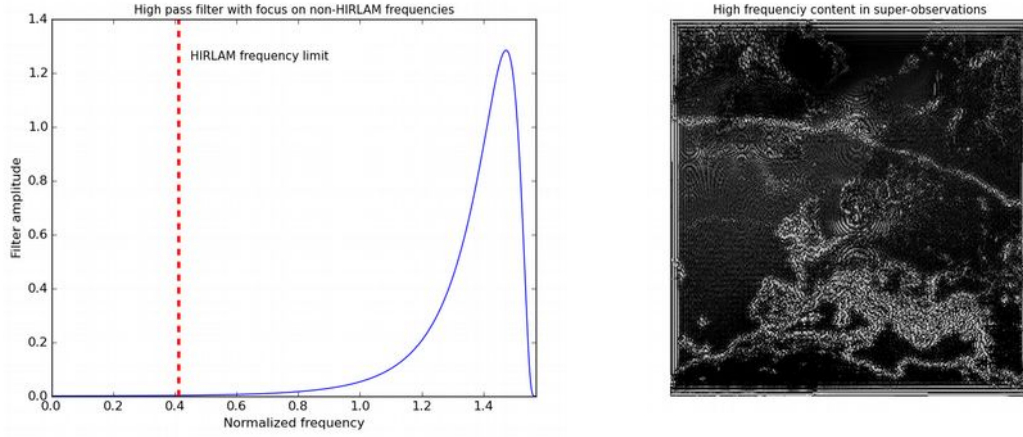 High pass filter with focus on non-HIRLAM frequencies
1.4
1.2
1.0
0.8
0.6
0.4
0.2
0.0
Filter amplitude
HIRLAM frequency limit
0.0 0.2 0.4 0.6 0.8 1.0 1.2 1.4
Normalized frequency
High frequenciy content in super-observations